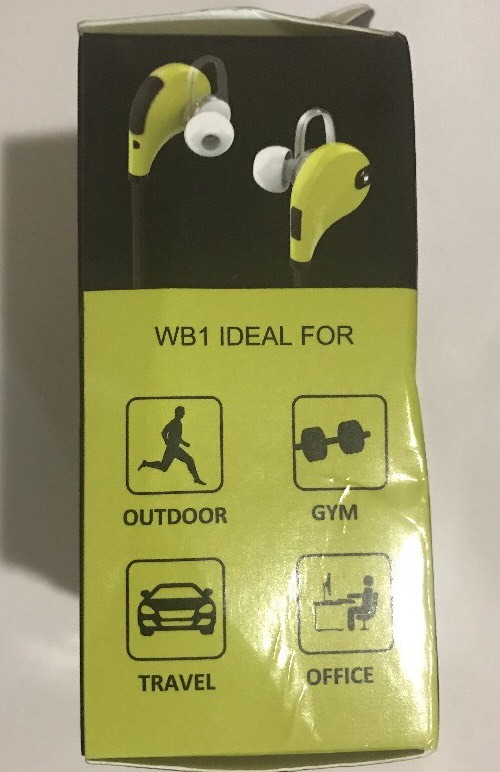 WB1 IDEAL FOR
OUTDOOR GYM
TRAVEL OFFICE